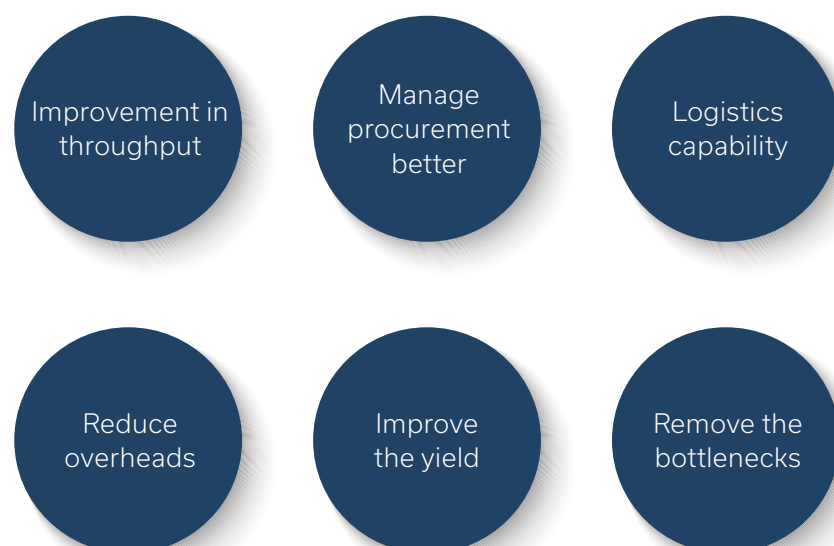 Improvement in
throughput
Manage
procurement
better
Logistics
capability
Reduce
overheads
Improve
the yield
Remove the
bottlenecks